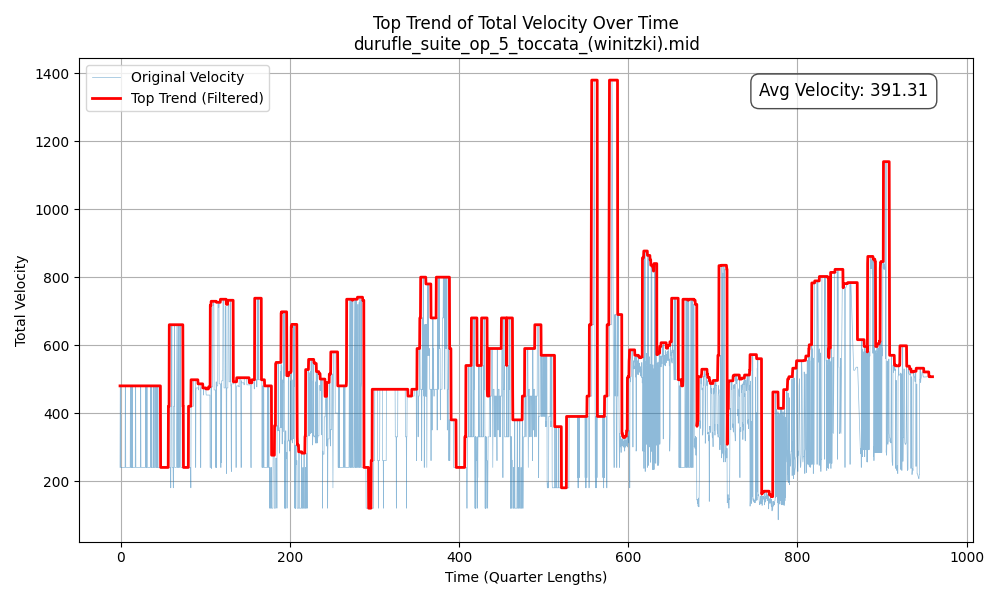 Top Trend of Total Velocity Over Time
durufle_suite_op_5_toccata_(winitzki).mid
Original Velocity
Top Trend (Filtered)
Avg Velocity: 391.31
1400
1200
1000
800
600
400
200
Total Velocity
0 200 400 600 800 1000
Time (Quarter Lengths)